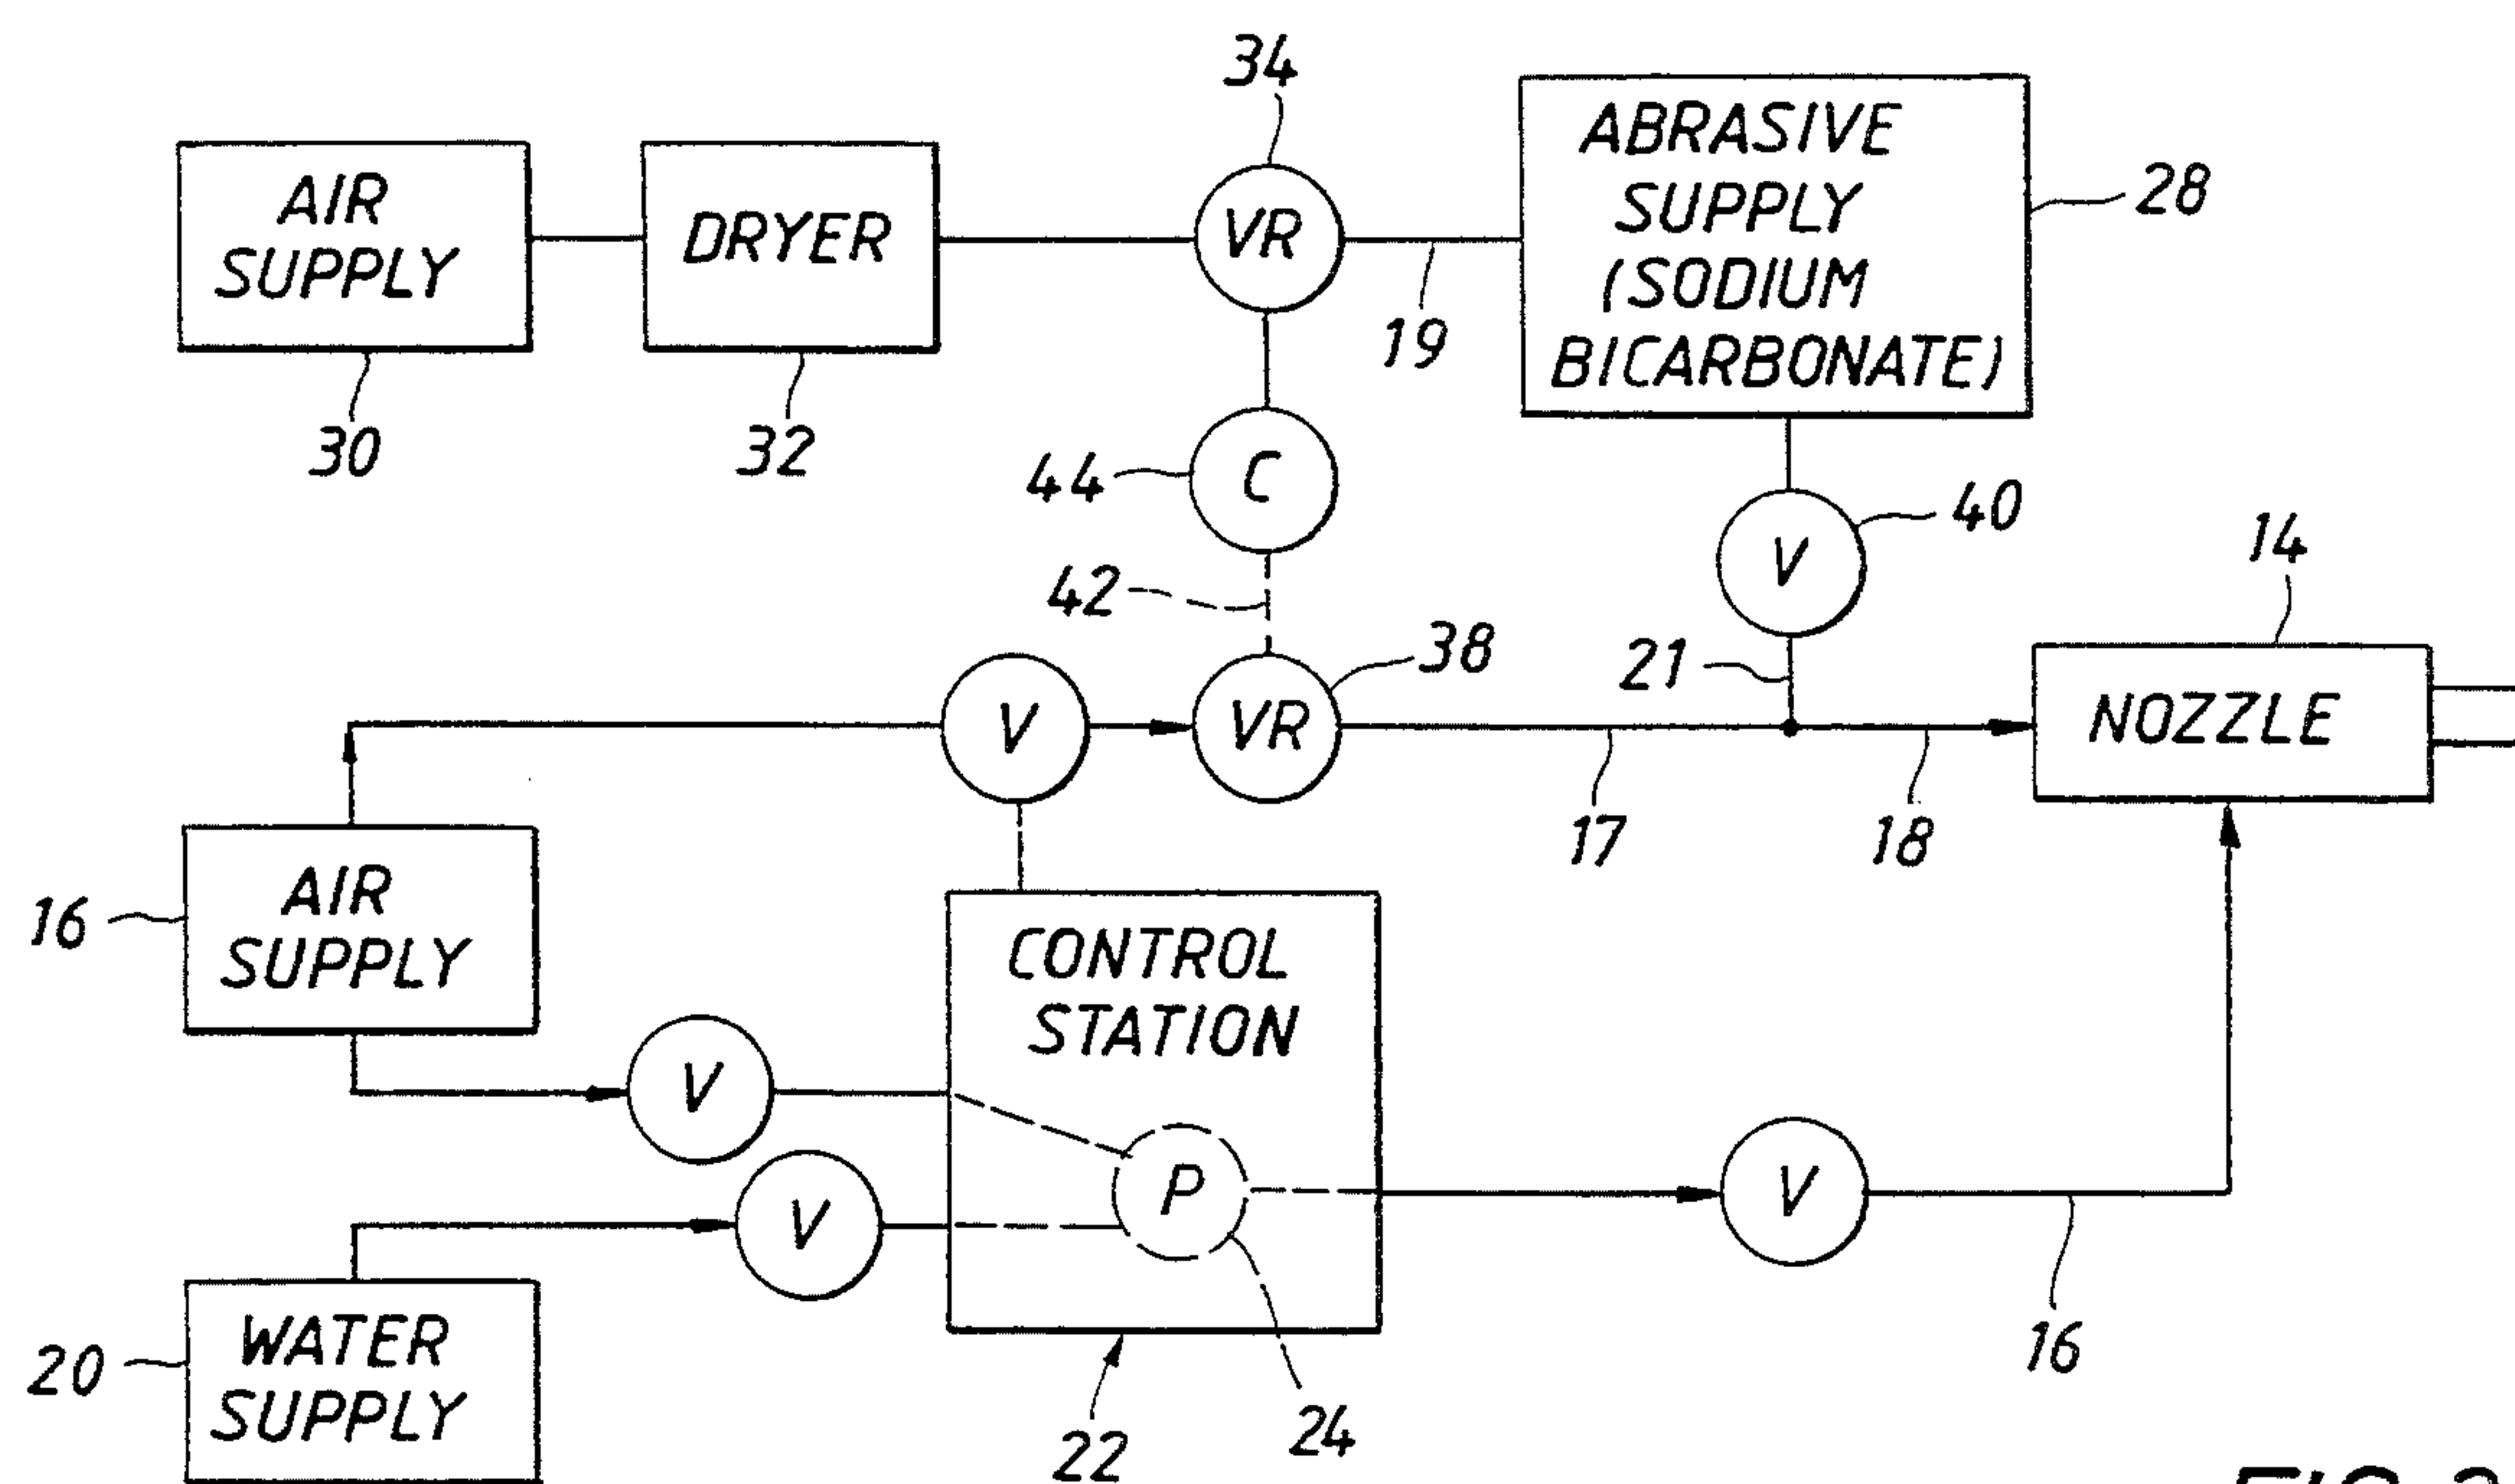 34
AIR
SUPPLY
DRYER
VR
ABRASIVE
SUPPLY
(SODIUM
BICARBONATE)
28
19
30
32
44
C
40
V
14
42
38
21
V
VR
NOZZLE
17
18
16
AIR
SUPPLY
CONTROL
STATION
V
V
P
V
16
20
WATER
SUPPLY
22
24